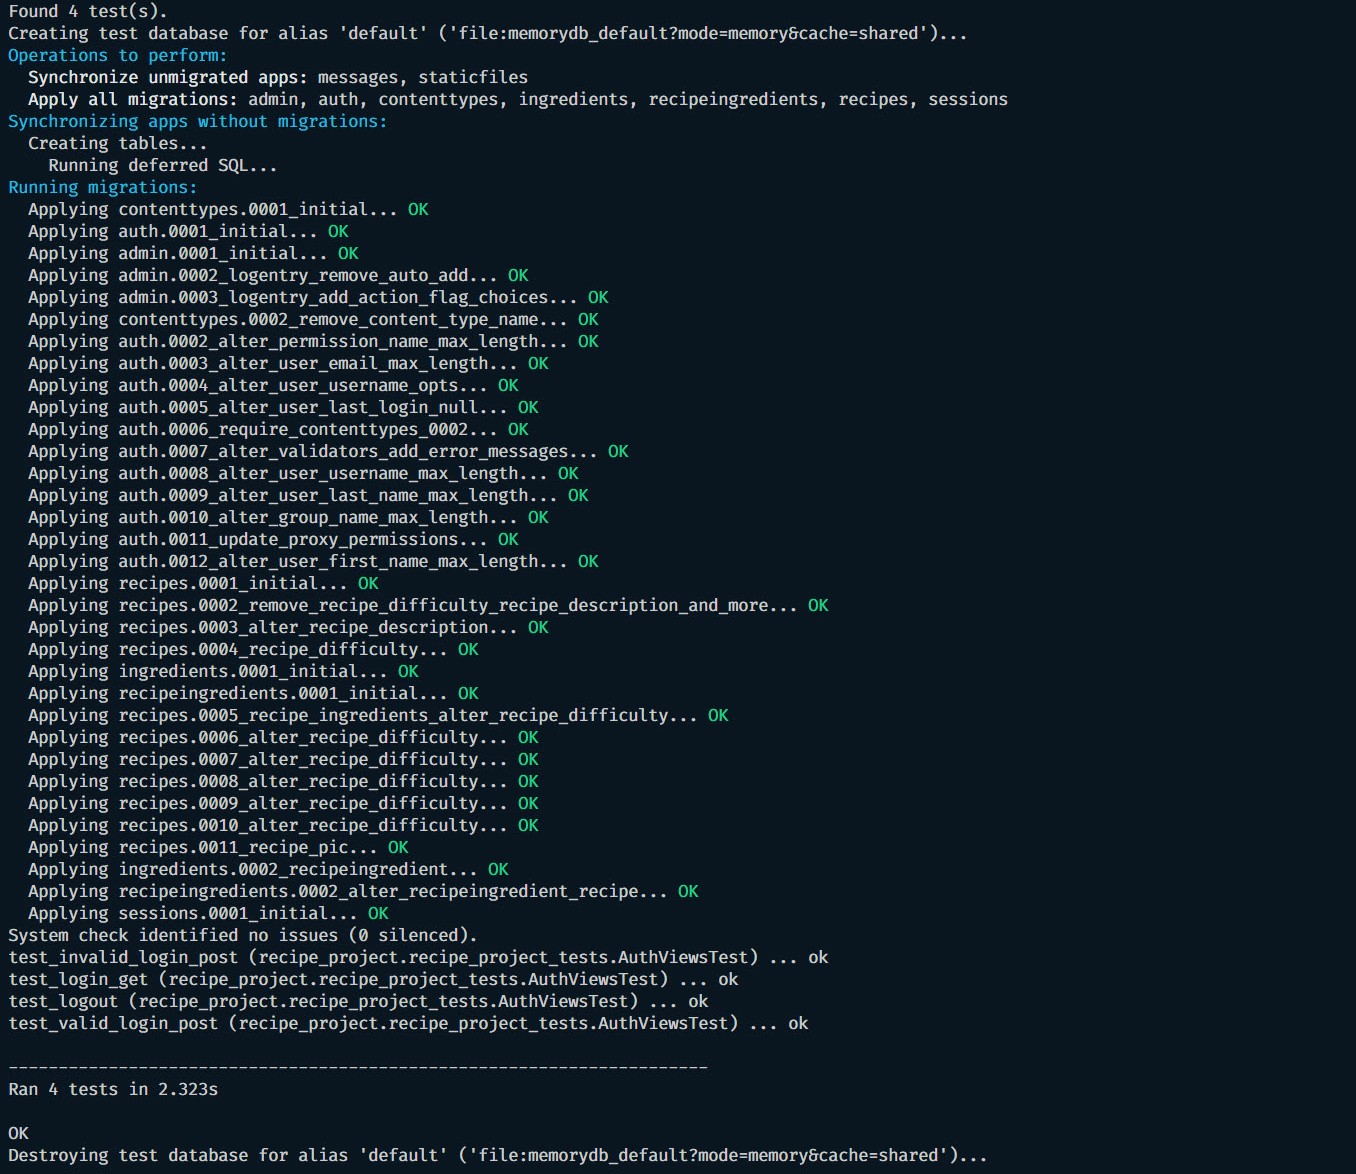 Found 4 test(s).
Creating test database for alias 'default' ('file:memorydb_default?mode=memory&cache=shared')...
Operations to perform:
  Synchronize unmigrated apps: messages, staticfiles
  Apply all migrations: admin, auth, contenttypes, ingredients, recipeingredients, recipes, sessions
Synchronizing apps without migrations:
  Creating tables...
    Running deferred SQL...
Running migrations:
  Applying contenttypes.0001_initial... OK
  Applying auth.0001_initial... OK
  Applying admin.0001_initial... OK
  Applying admin.0002_logentry_remove_auto_add... OK
  Applying admin.0003_logentry_add_action_flag_choices... OK
  Applying contenttypes.0002_remove_content_type_name... OK
  Applying auth.0002_alter_permission_name_max_length... OK
  Applying auth.0003_alter_user_email_max_length... OK
  Applying auth.0004_alter_user_username_opts... OK
  Applying auth.0005_alter_user_last_login_null... OK
  Applying auth.0006_require_contenttypes_0002... OK
  Applying auth.0007_alter_validators_add_error_messages... OK
  Applying auth.0008_alter_user_username_max_length... OK
  Applying auth.0009_alter_user_last_name_max_length... OK
  Applying auth.0010_alter_group_name_max_length... OK
  Applying auth.0011_update_proxy_permissions... OK
  Applying auth.0012_alter_user_first_name_max_length... OK
  Applying recipes.0001_initial... OK
  Applying recipes.0002_remove_recipe_difficulty_recipe_description_and_more... OK
  Applying recipes.0003_alter_recipe_description... OK
  Applying recipes.0004_recipe_difficulty... OK
  Applying ingredients.0001_initial... OK
  Applying recipeingredients.0001_initial... OK
  Applying recipes.0005_recipe_ingredients_alter_recipe_difficulty... OK
  Applying recipes.0006_alter_recipe_difficulty... OK
  Applying recipes.0007_alter_recipe_difficulty... OK
  Applying recipes.0008_alter_recipe_difficulty... OK
  Applying recipes.0009_alter_recipe_difficulty... OK
  Applying recipes.0010_alter_recipe_difficulty... OK
  Applying recipes.0011_recipe_pic... OK
  Applying ingredients.0002_recipeingredient... OK
  Applying recipeingredients.0002_alter_recipeingredient_recipe... OK
  Applying sessions.0001_initial... OK
System check identified no issues (0 silenced).
test_invalid_login_post (recipe_project.recipe_project_tests.AuthViewsTest) ... ok
test_login_get (recipe_project.recipe_project_tests.AuthViewsTest) ... ok
test_logout (recipe_project.recipe_project_tests.AuthViewsTest) ... ok
test_valid_login_post (recipe_project.recipe_project_tests.AuthViewsTest) ... ok

----------------------------------------------------------------------
Ran 4 tests in 2.323s

OK
Destroying test database for alias 'default' ('file:memorydb_default?mode=memory&cache=shared')...